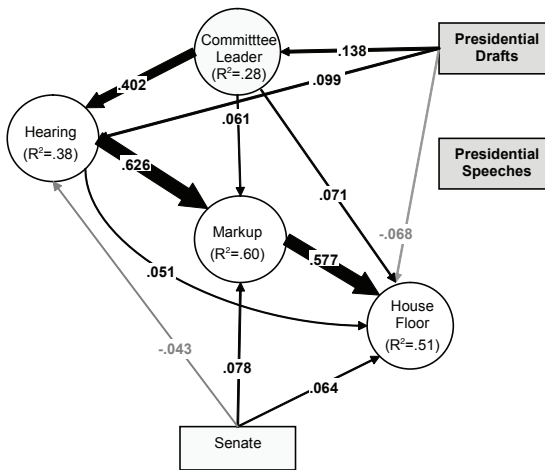 Committtee
Leader
(R²=.28)
.138
Presidential
Drafts
.402
.099
Hearing
(R²=.38)
.061
Presidential
Speeches
.626
.071
Markup
(R²=.60)
-.068
.577
.051
House
Floor
(R²=.51)
-.043
.078
.064
Senate